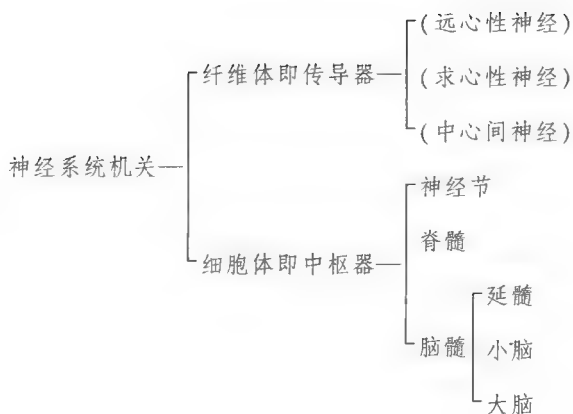 (远心性神经)
纤维体即传导器
(求心性神经)
(中心间神经)
神经系统机关
神经节
脊髓
细胞体即中枢器
延髓
脑髓
小脑
大脑